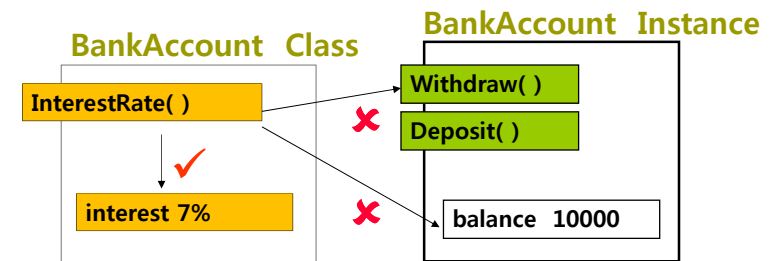 BankAccount Class
BankAccount Instance
InterestRate( )
Withdraw( )
Deposit( )
interest 7%
balance 10000